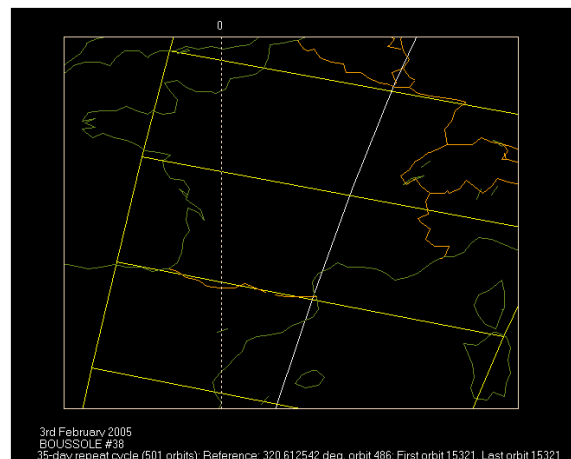 0
3rd February 2005
BOUSSOLE #38
35-day repeat cycle (501 orbits): Reference: 320.612542 deg, orbit 486; First orbit 15321, Last orbit 15321